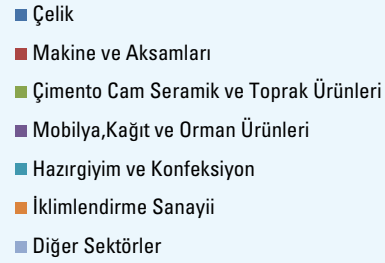 Çelik
Makine ve Aksamları
Çimento Cam Seramik ve Toprak Ürünleri
Mobilya,Kağıt ve Orman Ürünleri
Hazırgiyim ve Konfeksiyon
İklimlendirme Sanayii
Diğer Sektörler